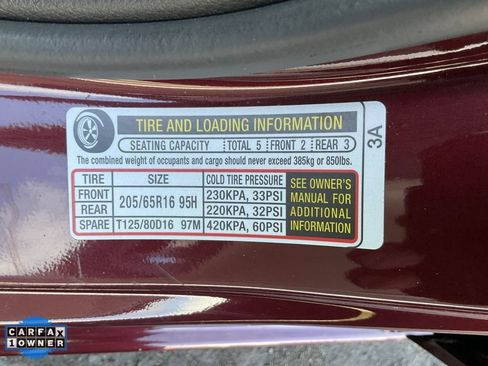 TIRE AND LOADING INFORMATION
SEATING CAPACITY TOTAL 5 FRONT 2 REAR 3
The combined weight of occupants and cargo should never exceed 385kg or 850lbs.
TIRE SIZE COLD TIRE PRESSURE SEE OWNER'S MANUAL FOR ADDITIONAL INFORMATION
FRONT 205/65R16 95H 230KPA, 33PSI
REAR 220KPA, 32PSI
SPARE T125/80D16 97M 420KPA, 60PSI
3A
CARFAX
1 OWNER